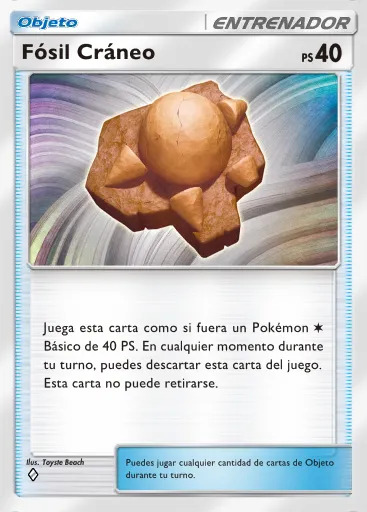 Objeto
ENTRENADOR
Fósil Cráneo
PS 40
Juega esta carta como si fuera un Pokémon
Básico de 40 PS. En cualquier momento durante
tu turno, puedes descartar esta carta del juego.
Esta carta no puede retirarse.
Ilus. Toyste Beach
Puedes jugar cualquier cantidad de cartas de Objeto
durante tu turno.